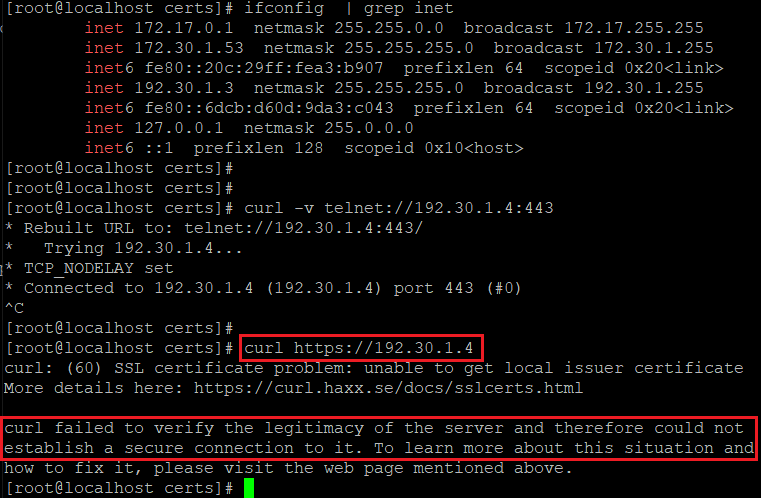 [root@localhost certs]# ifconfig  | grep inet
        inet 172.17.0.1  netmask 255.255.0.0  broadcast 172.17.255.255
        inet 172.30.1.53  netmask 255.255.255.0  broadcast 172.30.1.255
        inet6 fe80::20c:29ff:fea3:b907  prefixlen 64  scopeid 0x20<link>
        inet 192.30.1.3  netmask 255.255.255.0  broadcast 192.30.1.255
        inet6 fe80::6dcb:d60d:9da3:c043  prefixlen 64  scopeid 0x20<link>
        inet 127.0.0.1  netmask 255.0.0.0
        inet6 ::1  prefixlen 128  scopeid 0x10<host>
[root@localhost certs]#
[root@localhost certs]#
[root@localhost certs]# curl -v telnet://192.30.1.4:443
* Rebuilt URL to: telnet://192.30.1.4:443/
*   Trying 192.30.1.4...
* TCP_NODELAY set
* Connected to 192.30.1.4 (192.30.1.4) port 443 (#0)
^C
[root@localhost certs]#
[root@localhost certs]# curl https://192.30.1.4
curl: (60) SSL certificate problem: unable to get local issuer certificate
More details here: https://curl.haxx.se/docs/sslcerts.html

curl failed to verify the legitimacy of the server and therefore could not
establish a secure connection to it. To learn more about this situation and
how to fix it, please visit the web page mentioned above.
[root@localhost certs]#